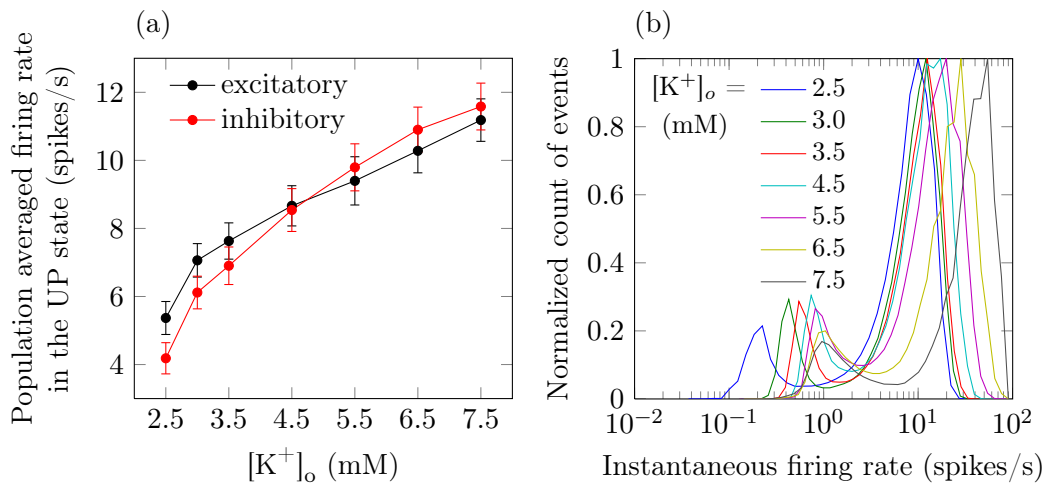 (a)
Population averaged firing rate
in the UP state (spikes/s)
12
10
8
6
4
excitatory
inhibitory
2.5 3.5 4.5 5.5 6.5 7.5
[K⁺]ₒ (mM)
(b)
Normalized count of events
1
0.8
0.6
0.4
0.2
0
[K⁺]ₒ =
(mM)
2.5
3.0
3.5
4.5
5.5
6.5
7.5
10⁻² 10⁻¹ 10⁰ 10¹ 10²
Instantaneous firing rate (spikes/s)